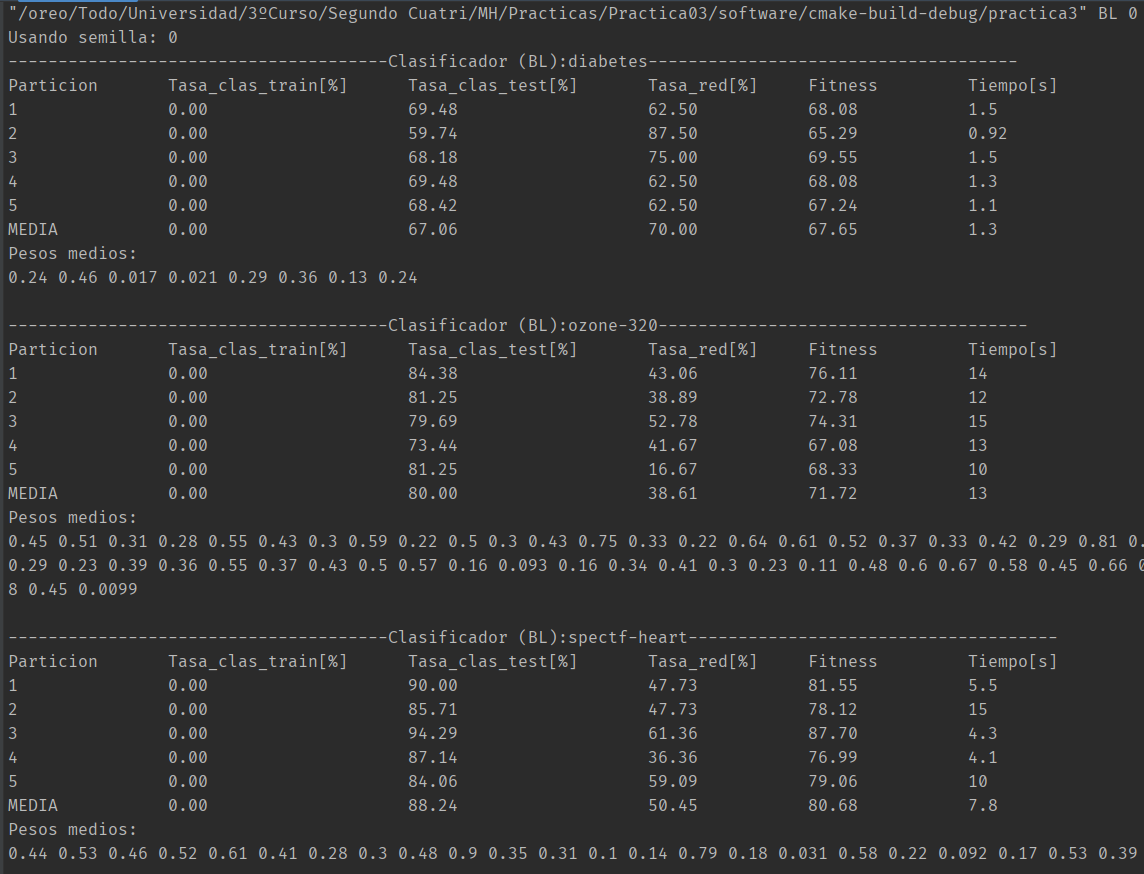 "/oreo/Todo/Universidad/3ºCurso/Segundo Cuatri/MH/Practicas/Practica03/software/cmake-build-debug/practica3" BL 0
Usando semilla: 0
--------------------------------------Clasificador (BL):diabetes-------------------------------------
Particion Tasa_clas_train[%] Tasa_clas_test[%] Tasa_red[%] Fitness Tiempo[s]
1 0.00 69.48 62.50 68.08 1.5
2 0.00 59.74 87.50 65.29 0.92
3 0.00 68.18 75.00 69.55 1.5
4 0.00 69.48 62.50 68.08 1.3
5 0.00 68.42 62.50 67.24 1.1
MEDIA 0.00 67.06 70.00 67.65 1.3
Pesos medios:
0.24 0.46 0.017 0.021 0.29 0.36 0.13 0.24
--------------------------------------Clasificador (BL):ozone-320-------------------------------------
Particion Tasa_clas_train[%] Tasa_clas_test[%] Tasa_red[%] Fitness Tiempo[s]
1 0.00 84.38 43.06 76.11 14
2 0.00 81.25 38.89 72.78 12
3 0.00 79.69 52.78 74.31 15
4 0.00 73.44 41.67 67.08 13
5 0.00 81.25 16.67 68.33 10
MEDIA 0.00 80.00 38.61 71.72 13
Pesos medios:
0.45 0.51 0.31 0.28 0.55 0.43 0.3 0.59 0.22 0.5 0.3 0.43 0.75 0.33 0.22 0.64 0.61 0.52 0.37 0.33 0.42 0.29 0.81 0.
0.29 0.23 0.39 0.36 0.55 0.37 0.43 0.5 0.57 0.16 0.093 0.16 0.34 0.41 0.3 0.23 0.11 0.48 0.6 0.67 0.58 0.45 0.66
8 0.45 0.0099
--------------------------------------Clasificador (BL):spectf-heart-------------------------------------
Particion Tasa_clas_train[%] Tasa_clas_test[%] Tasa_red[%] Fitness Tiempo[s]
1 0.00 90.00 47.73 81.55 5.5
2 0.00 85.71 47.73 78.12 15
3 0.00 94.29 61.36 87.70 4.3
4 0.00 87.14 36.36 76.99 4.1
5 0.00 84.06 59.09 79.06 10
MEDIA 0.00 88.24 50.45 80.68 7.8
Pesos medios:
0.44 0.53 0.46 0.52 0.61 0.41 0.28 0.3 0.48 0.9 0.35 0.31 0.1 0.14 0.79 0.18 0.031 0.58 0.22 0.092 0.17 0.53 0.39